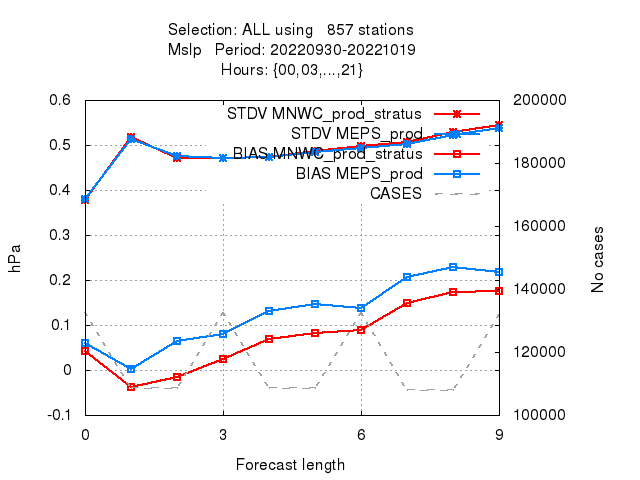 Selection: ALL using   857 stations
Mslp   Period: 20220930-20221019
Hours: {00,03,...,21}
0.6
0.5
0.4
0.3
0.2
0.1
0
-0.1
200000
180000
160000
140000
120000
100000
STDV MNWC_prod_stratus
STDV MEPS_prod
BIAS MNWC_prod_stratus
BIAS MEPS_prod
CASES
hPa
No cases
0
3
6
9
Forecast length